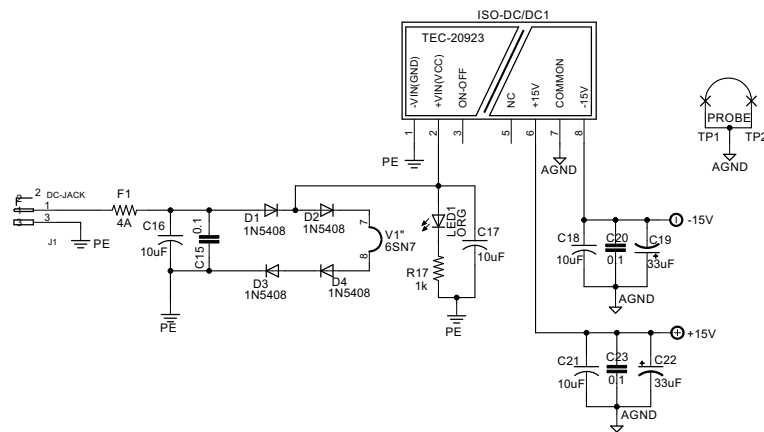 ISO-DC/DC1
TEC-20923
-VIN(GND)
+VIN(VCC)
ON-OFF
NC
+15V
COMMON
-15V
1
2
3
5
6
7
8
PE
AGND
PROBE
TP1
TP2
AGND
2
2
DC-JACK
1
1
3
3
J1
PE
F1
4A
C16
10uF
0.1
C15
D1
1N5408
D2
1N5408
7
8
V1"
6SN7
D3
1N5408
D4
1N5408
PE
LED1
ORG
R17
1k
C17
10uF
PE
-15V
C18
10uF
C20
0.1
C19
33uF
AGND
+15V
C21
10uF
C23
0.1
C22
33uF
AGND